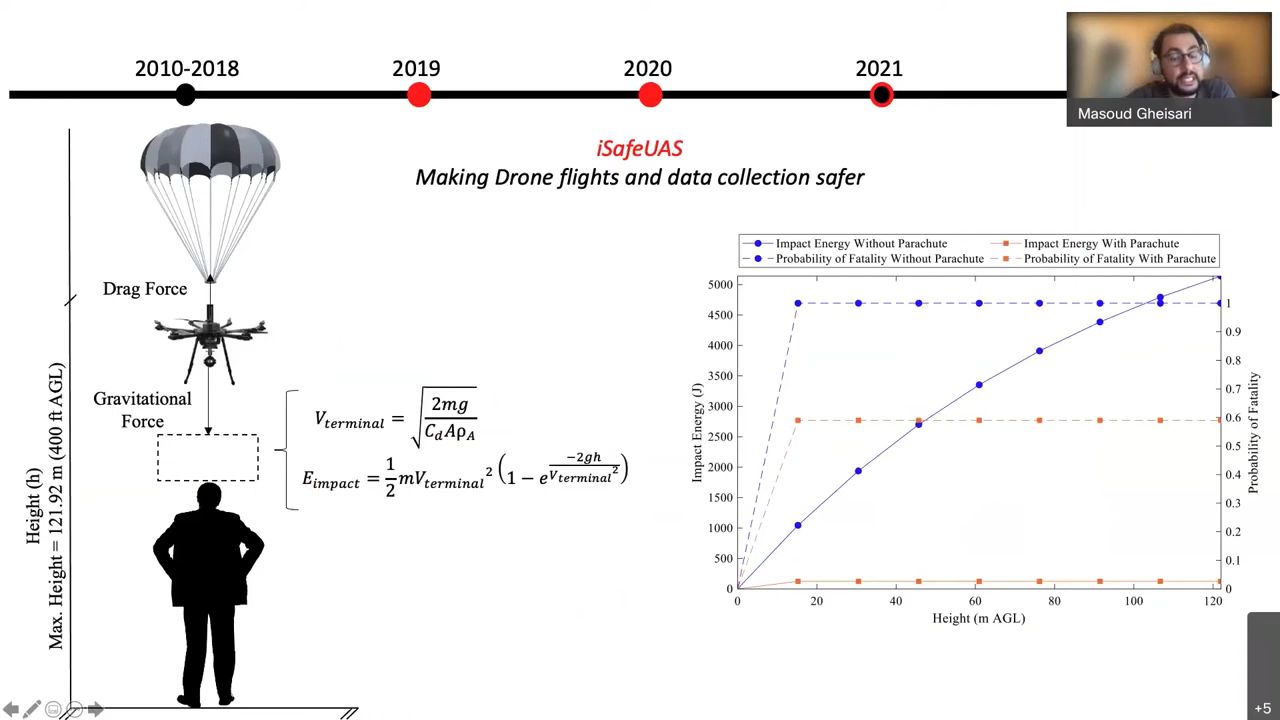 2010-2018
2019
2020
2021
Masoud Gheisari
iSafeUAS
Making Drone flights and data collection safer
Drag Force
Gravitational
Force
Height (h)
Max. Height = 121.92 m (400 ft AGL)
V_terminal = √(2mg / (C_d Aρ_A))
E_impact = 1/2 mV_terminal² (1 − e^(−2gh / V_terminal²))
Impact Energy Without Parachute
Impact Energy With Parachute
Probability of Fatality Without Parachute
Probability of Fatality With Parachute
Impact Energy (J)
5000
4500
4000
3500
3000
2500
2000
1500
1000
500
0
0
20
40
60
80
100
120
Height (m AGL)
1
0.9
0.8
0.7
0.6
0.5
0.4
0.3
0.2
0.1
0
Probability of Fatality
+5